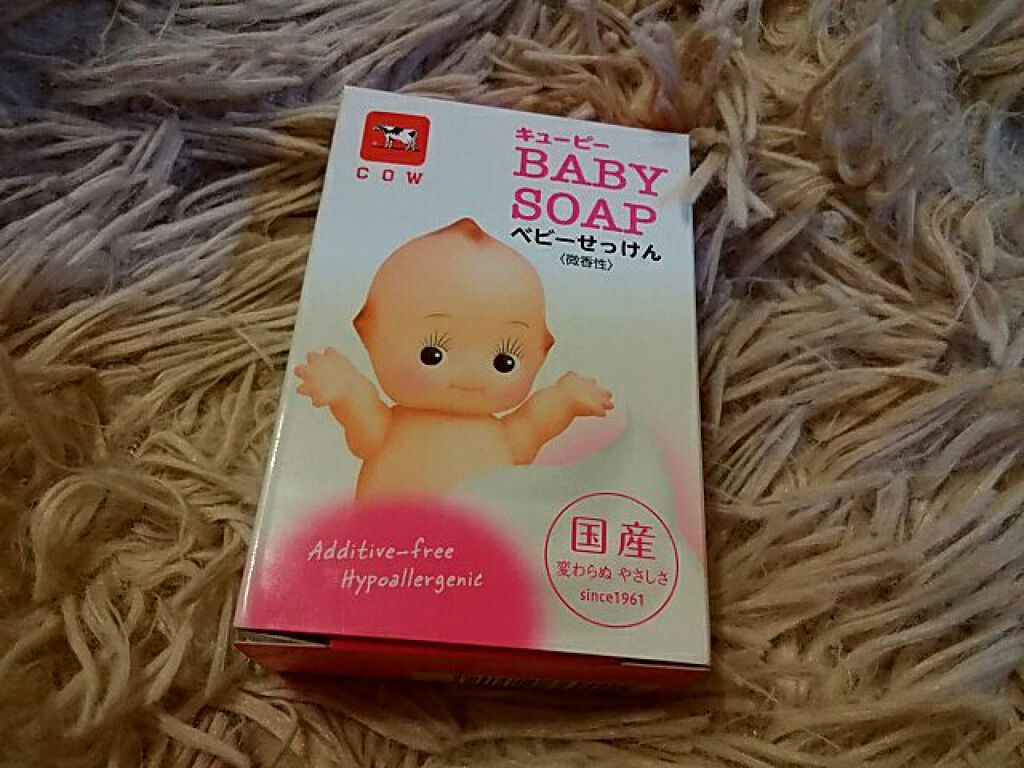 COW
キューピー
BABY
SOAP
ベビーせっけん
〈微香性〉
Additive-free
Hypoallergenic
国産
変わらぬ やさしさ
since1961